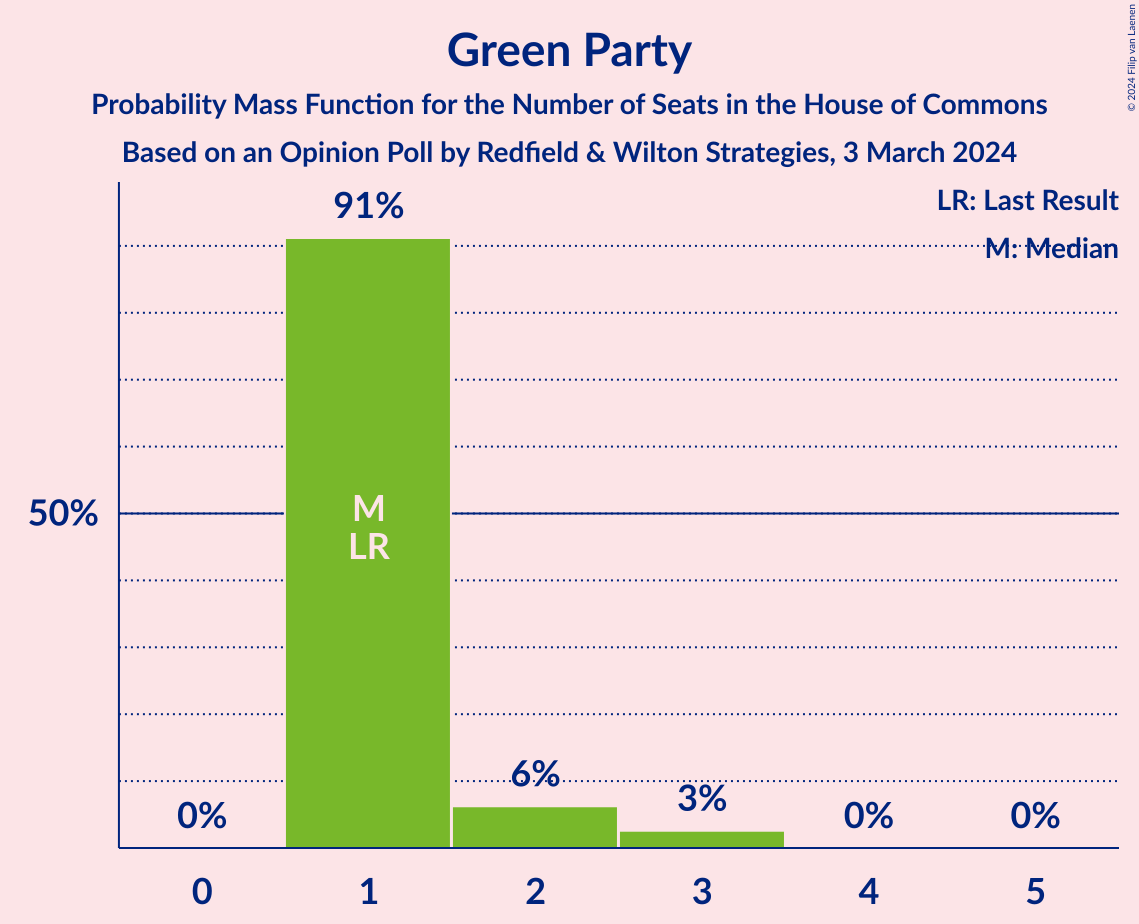 Green Party
Probability Mass Function for the Number of Seats in the House of Commons
Based on an Opinion Poll by Redfield & Wilton Strategies, 3 March 2024
© 2024 Filip van Laenen
LR: Last Result
M: Median
91%
50%
M
LR
0%
6%
3%
0%
0%
0
1
2
3
4
5